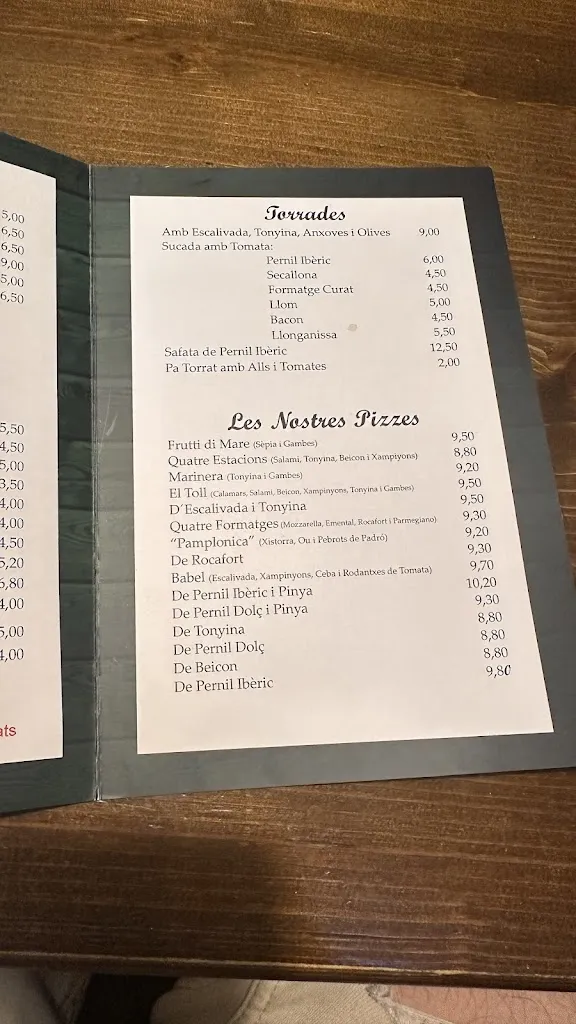 5,00
6,50
6,50
9,00
5,00
6,50
5,50
4,50
5,00
3,50
4,00
4,00
4,50
5,20
6,80
4,00
5,00
4,00
ats
Torrades
Amb Escalivada, Tonyina, Anxoves i Olives 9,00
Sucada amb Tomata:
Pernil Ibèric 6,00
Secallona 4,50
Formatge Curat 4,50
Llom 5,00
Bacon 4,50
Llonganissa 5,50
Safata de Pernil Ibèric 12,50
Pa Torrat amb Alls i Tomates 2,00
Les Nostres Pizzes
Frutti di Mare (Sèpia i Gambes) 9,50
Quatre Estacions (Salami, Tonyina, Beicon i Xampiyons) 8,80
Marinera (Tonyina i Gambes) 9,20
El Toll (Calamars, Salami, Beicon, Xampinyons, Tonyina i Gambes) 9,50
D´Escalivada i Tonyina 9,50
Quatre Formatges (Mozzarella, Emental, Rocafort i Parmegiano) 9,30
“Pamplonica” (Xistorra, Ou i Pebrots de Padró) 9,20
De Rocafort 9,30
Babel (Escalivada, Xampinyons, Ceba i Rodantxes de Tomata) 9,70
De Pernil Ibèric i Pinya 10,20
De Pernil Dolç i Pinya 9,30
De Tonyina 8,80
De Pernil Dolç 8,80
De Beicon 8,80
De Pernil Ibèric 9,80